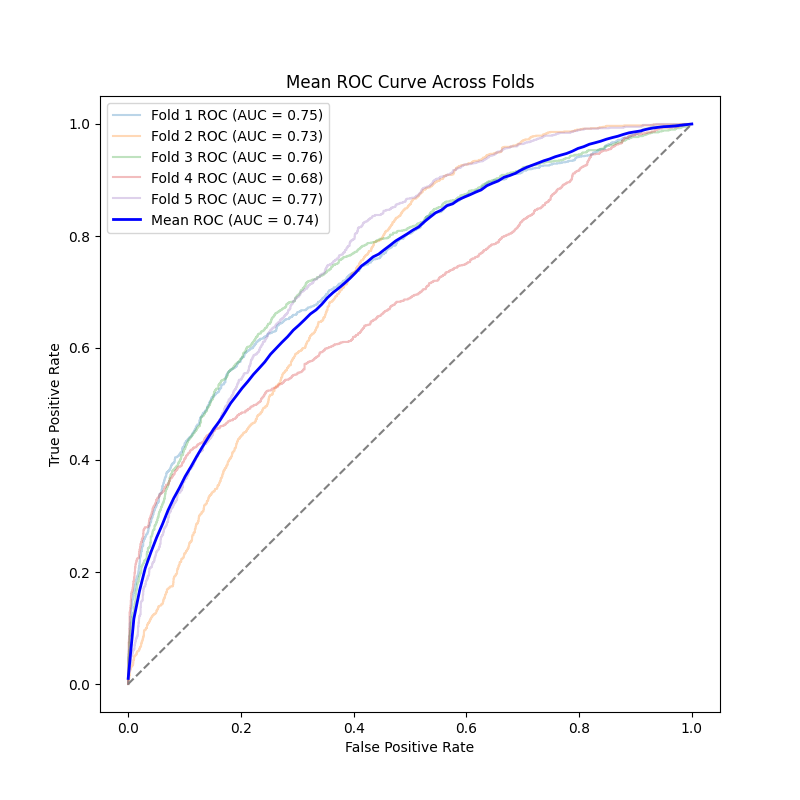 Mean ROC Curve Across Folds
Fold 1 ROC (AUC = 0.75)
Fold 2 ROC (AUC = 0.73)
Fold 3 ROC (AUC = 0.76)
Fold 4 ROC (AUC = 0.68)
Fold 5 ROC (AUC = 0.77)
Mean ROC (AUC = 0.74)
1.0
0.8
0.6
0.4
0.2
0.0
True Positive Rate
0.0 0.2 0.4 0.6 0.8 1.0
False Positive Rate